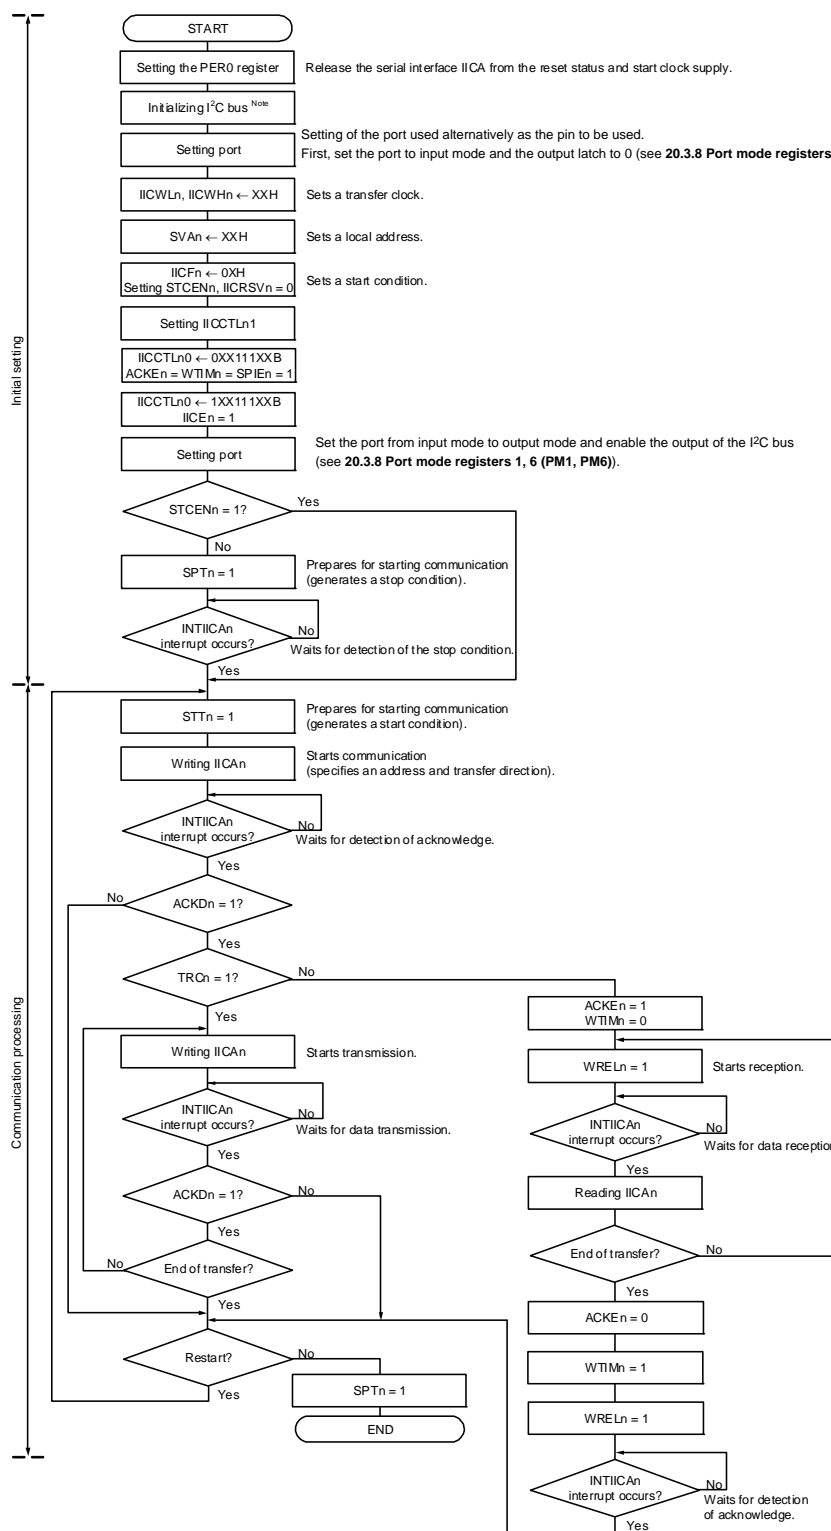 START
Setting the PER0 register
Release the serial interface IICA from the reset status and start clock supply.
Initializing I2C bus Note
Setting of the port used alternatively as the pin to be used.
Setting port
First, set the port to input mode and the output latch to 0 (see 20.3.8 Port mode registers
IICWLn, IICWHn ← XXH
Sets a transfer clock.
SVAn ← XXH
Sets a local address.
IICFn ← 0XH
Setting STCENn, IICRSVn = 0
Sets a start condition.
Setting IICCTLn1
IICCTLn0 ← 0XX111XXB
ACKEn = WTIMn = SPIEn = 1
IICCTLn0 ← 1XX111XXB
IICEn = 1
Setting port
Set the port from input mode to output mode and enable the output of the I2C bus
(see 20.3.8 Port mode registers 1, 6 (PM1, PM6)).
Initial setting
STCENn = 1?
Yes
No
SPTn = 1
Prepares for starting communication
(generates a stop condition).
INTIICAn
interrupt occurs?
No
Waits for detection of the stop condition.
Yes
STTn = 1
Prepares for starting communication
(generates a start condition).
Writing IICAn
Starts communication
(specifies an address and transfer direction).
INTIICAn
interrupt occurs?
No
Waits for detection of acknowledge.
Yes
No
ACKDn = 1?
Yes
TRCn = 1?
No
Yes
Communication processing
Writing IICAn
Starts transmission.
INTIICAn
interrupt occurs?
No
Waits for data transmission.
Yes
ACKDn = 1?
No
Yes
No
End of transfer?
Yes
Restart?
No
Yes
SPTn = 1
END
ACKEn = 1
WTIMn = 0
WRELn = 1
Starts reception.
INTIICAn
interrupt occurs?
No
Waits for data reception
Yes
Reading IICAn
End of transfer?
No
Yes
ACKEn = 0
WTIMn = 1
WRELn = 1
INTIICAn
interrupt occurs?
No
Waits for detection
of acknowledge.
Yes